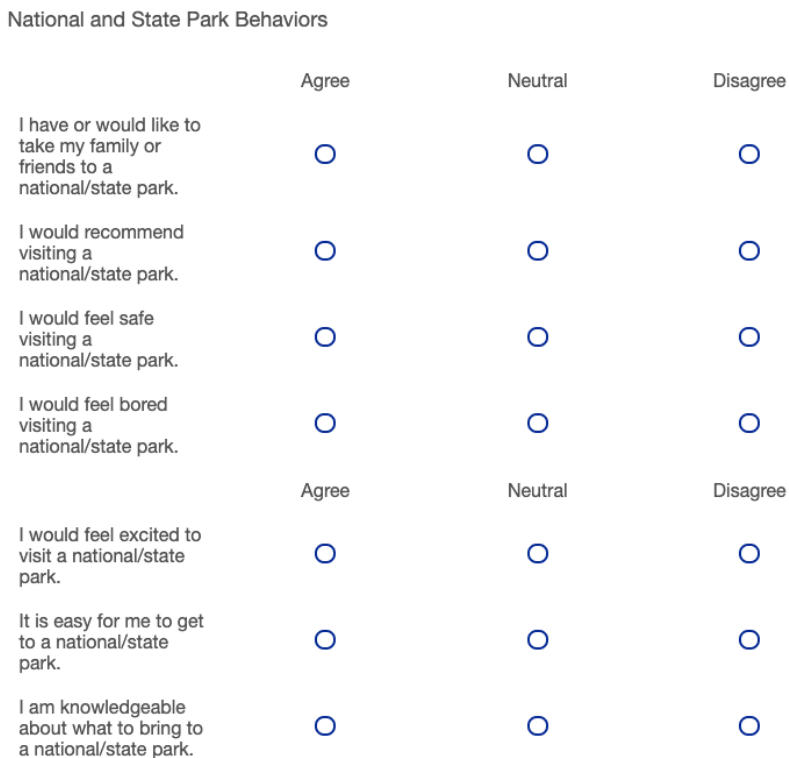 National and State Park Behaviors
Agree Neutral Disagree
I have or would like to
take my family or
friends to a
national/state park.
I would recommend
visiting a
national/state park.
I would feel safe
visiting a
national/state park.
I would feel bored
visiting a
national/state park.
Agree Neutral Disagree
I would feel excited to
visit a national/state
park.
It is easy for me to get
to a national/state
park.
I am knowledgeable
about what to bring to
a national/state park.